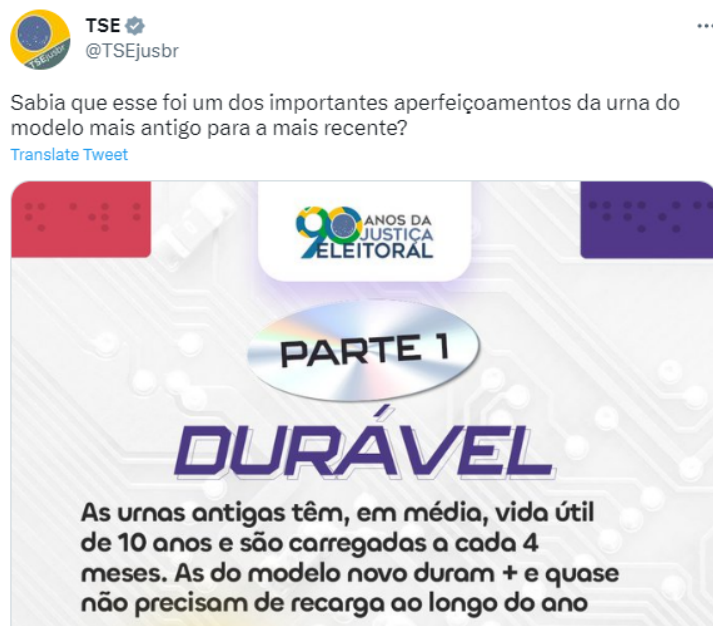 TSE
@TSEjusbr
TSEjusbr
Sabia que esse foi um dos importantes aperfeiçoamentos da urna do
modelo mais antigo para a mais recente?
Translate Tweet
90 ANOS DA
JUSTIÇA
ELEITORAL
PARTE 1
DURÁVEL
As urnas antigas têm, em média, vida útil
de 10 anos e são carregadas a cada 4
meses. As do modelo novo duram + e quase
não precisam de recarga ao longo do ano